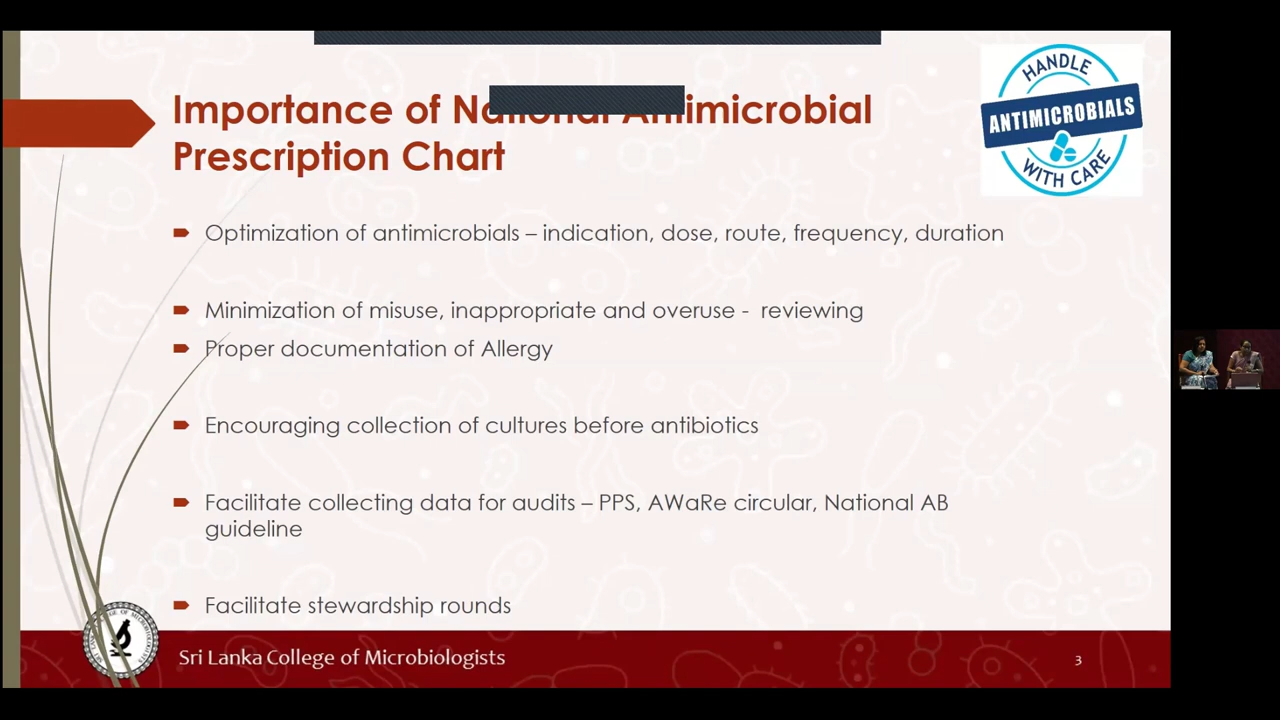 Importance of National Antimicrobial
Prescription Chart
HANDLE
ANTIMICROBIALS
WITH CARE
Optimization of antimicrobials – indication, dose, route, frequency, duration
Minimization of misuse, inappropriate and overuse - reviewing
Proper documentation of Allergy
Encouraging collection of cultures before antibiotics
Facilitate collecting data for audits – PPS, AWaRe circular, National AB
guideline
Facilitate stewardship rounds
Sri Lanka College of Microbiologists
3